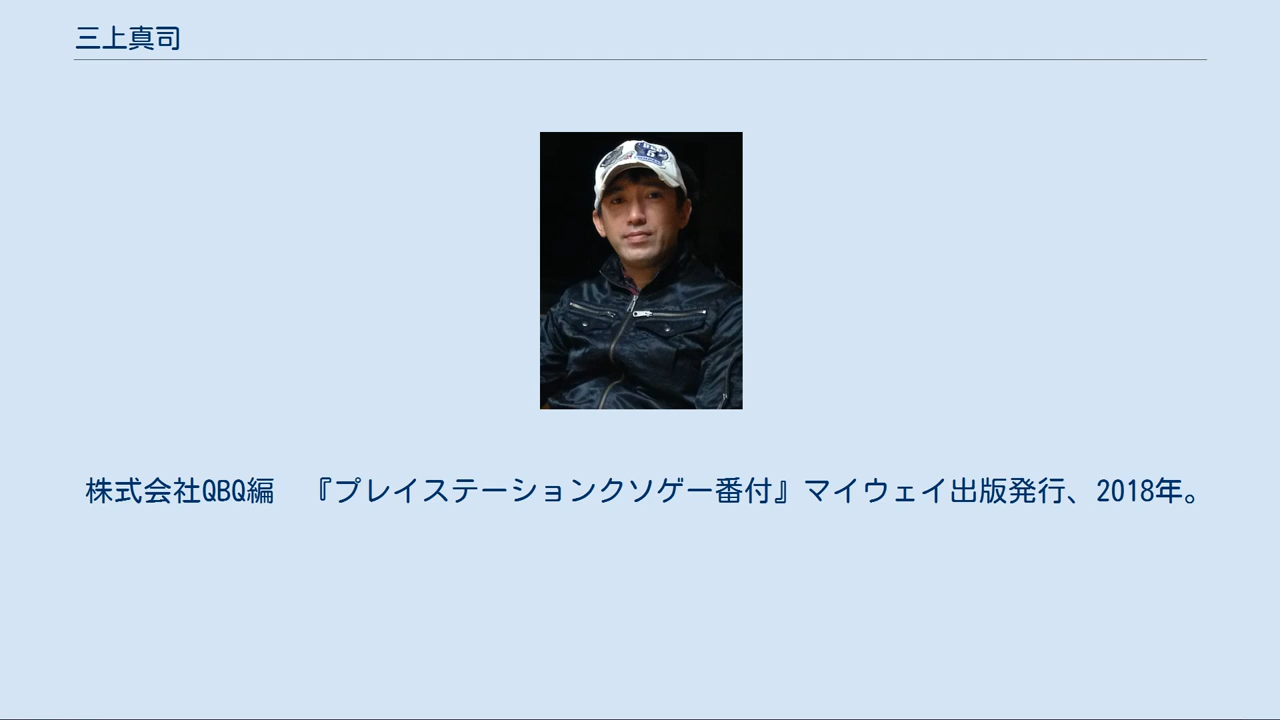 三上真司
株式会社QBQ編　『プレイステーションクソゲー番付』マイウェイ出版発行、2018年。